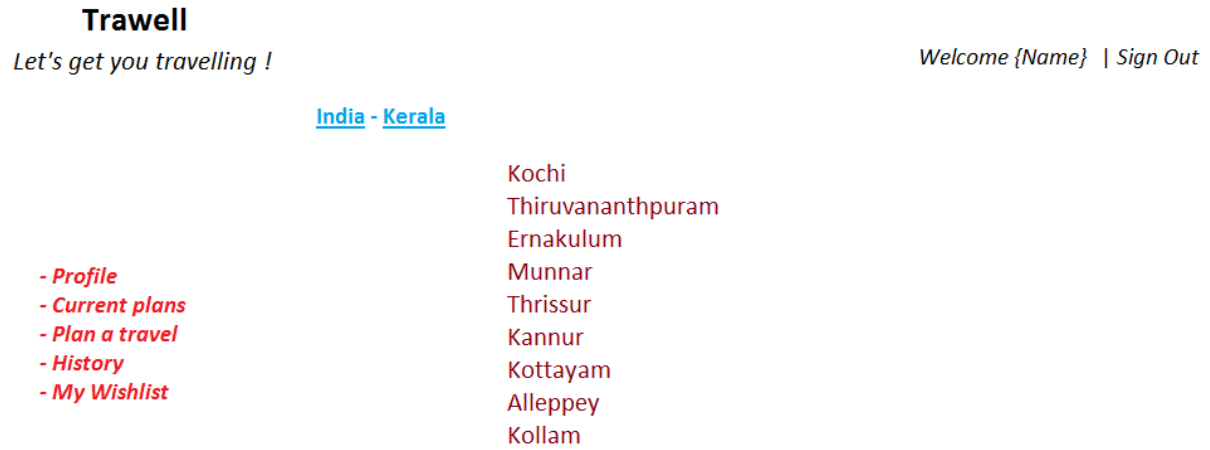 Trawell
Let's get you travelling !
Welcome {Name} | Sign Out
India - Kerala
Kochi
Thiruvananthpuram
Ernakulum
Munnar
Thrissur
Kannur
Kottayam
Alleppey
Kollam
- Profile
- Current plans
- Plan a travel
- History
- My Wishlist